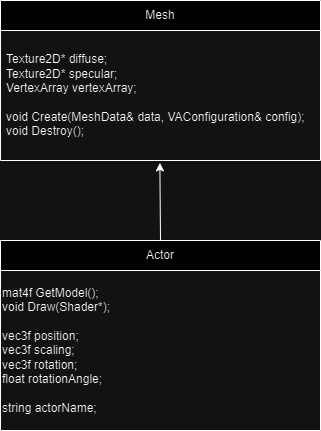 Mesh
Texture2D* diffuse;
Texture2D* specular;
VertexArray vertexArray;
void Create(MeshData& data, VAConfiguration& config);
void Destroy();
Actor
mat4f GetModel();
void Draw(Shader*);
vec3f position;
vec3f scaling;
vec3f rotation;
float rotationAngle;
string actorName;